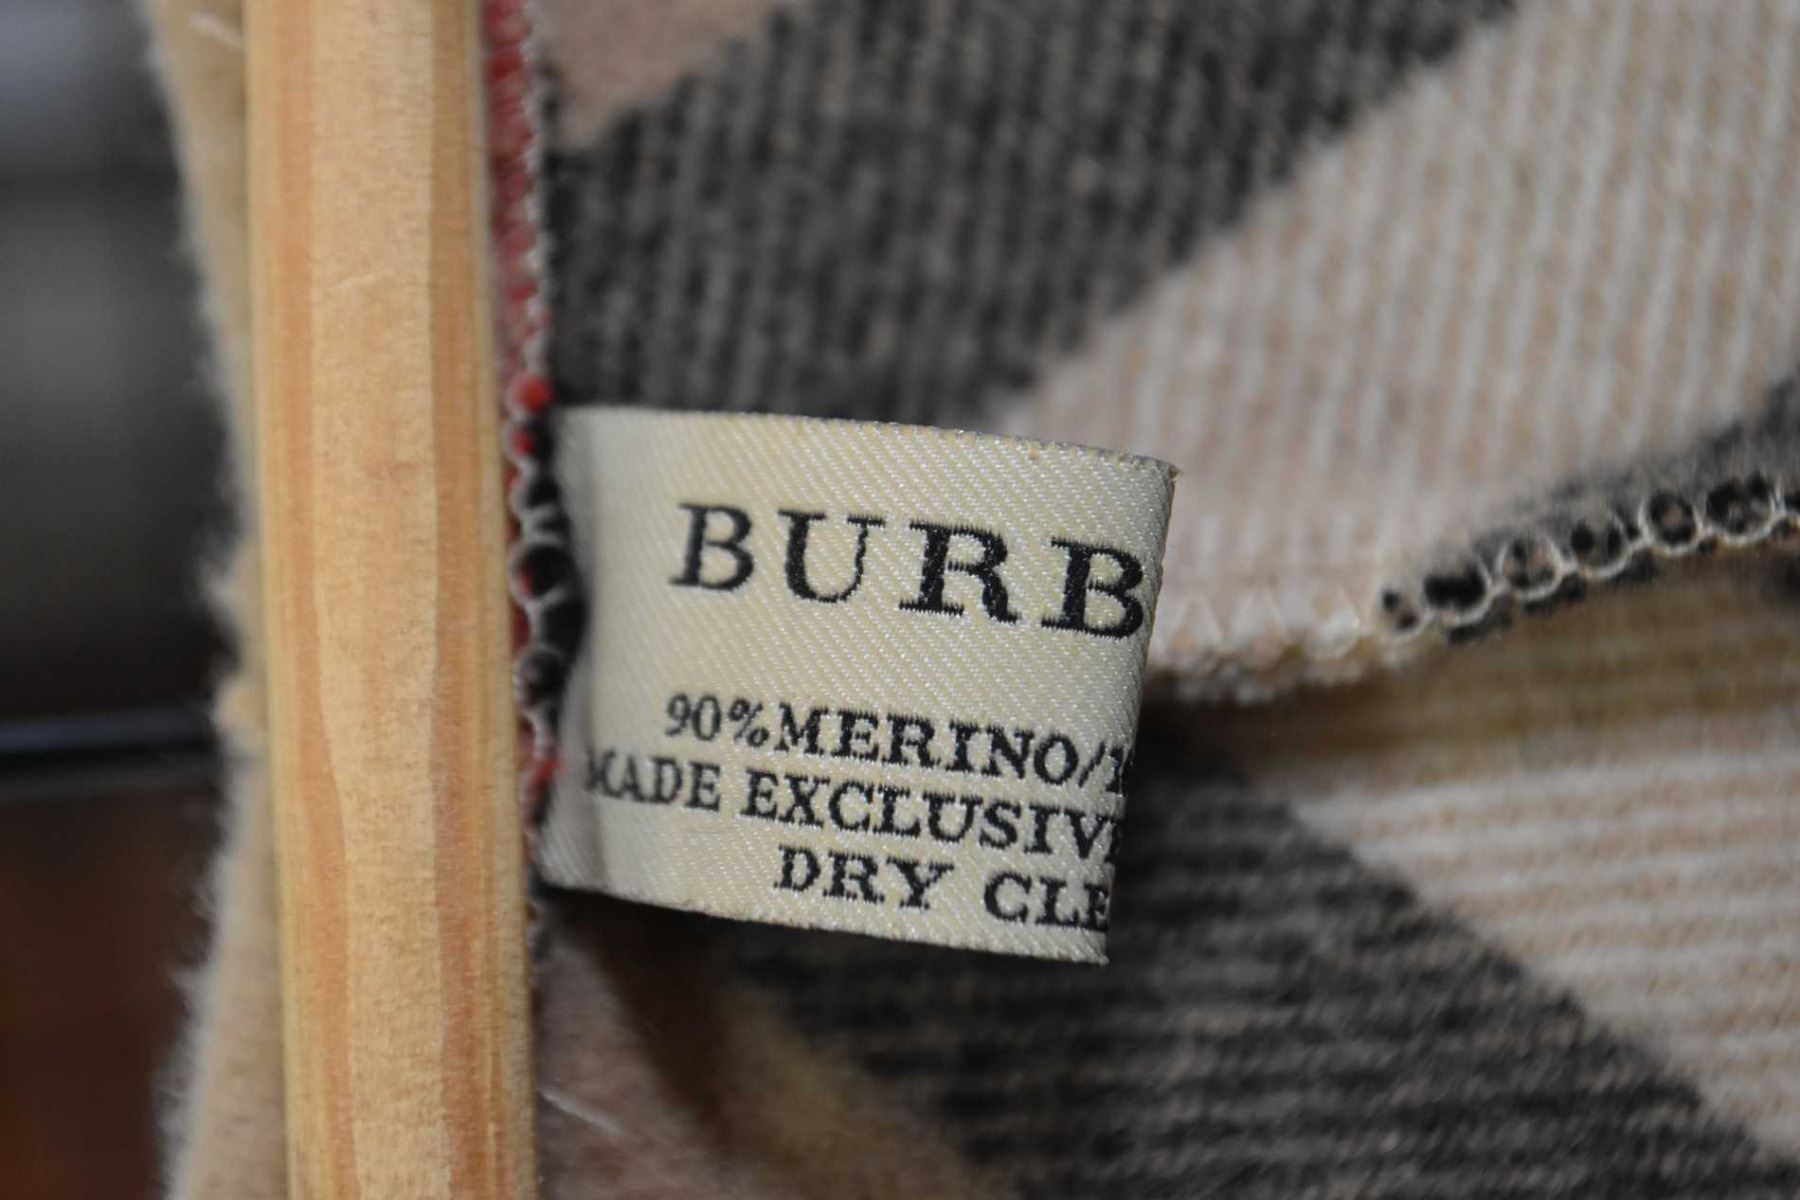 BURB
90%MERINO/1
MADE EXCLUSIVE
DRY CLE